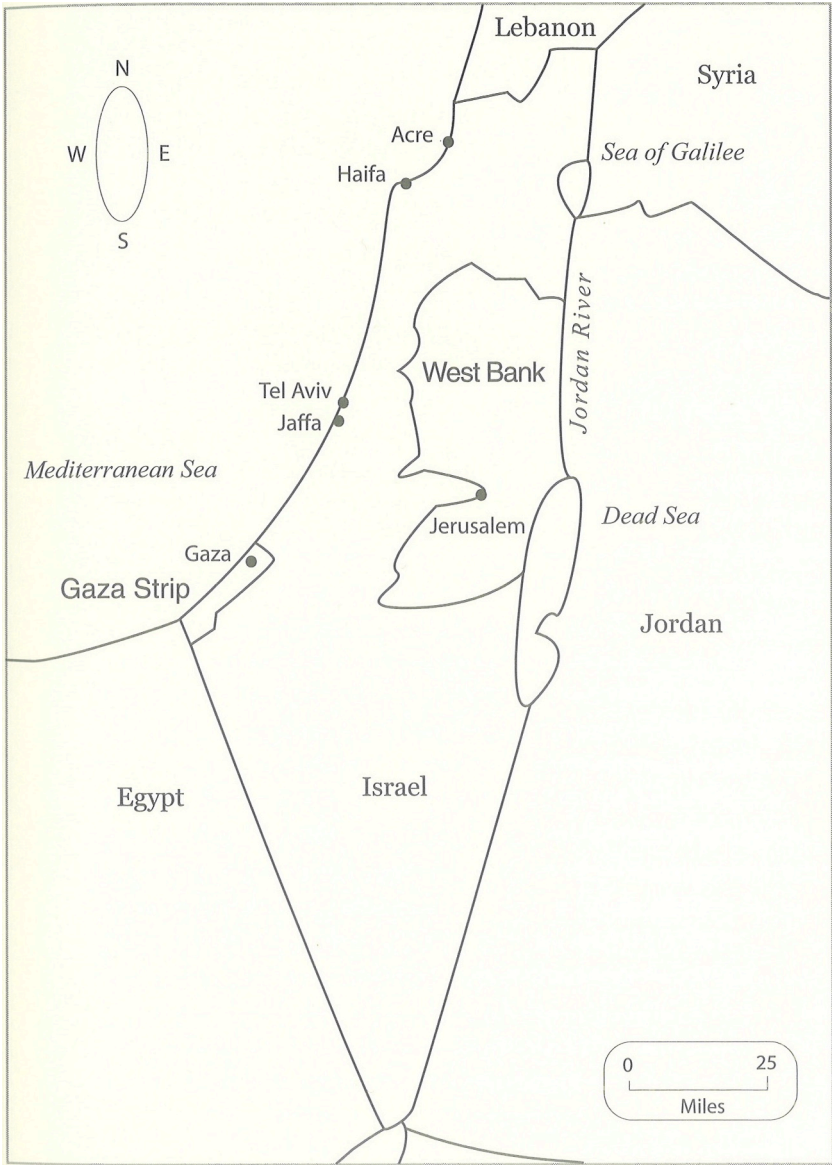 Lebanon
N
Syria
Acre
W E
Sea of Galilee
Haifa
S
Jordan River
West Bank
Tel Aviv
Jaffa
Mediterranean Sea
Jerusalem
Dead Sea
Gaza
Gaza Strip
Jordan
Egypt
Israel
0 25
Miles